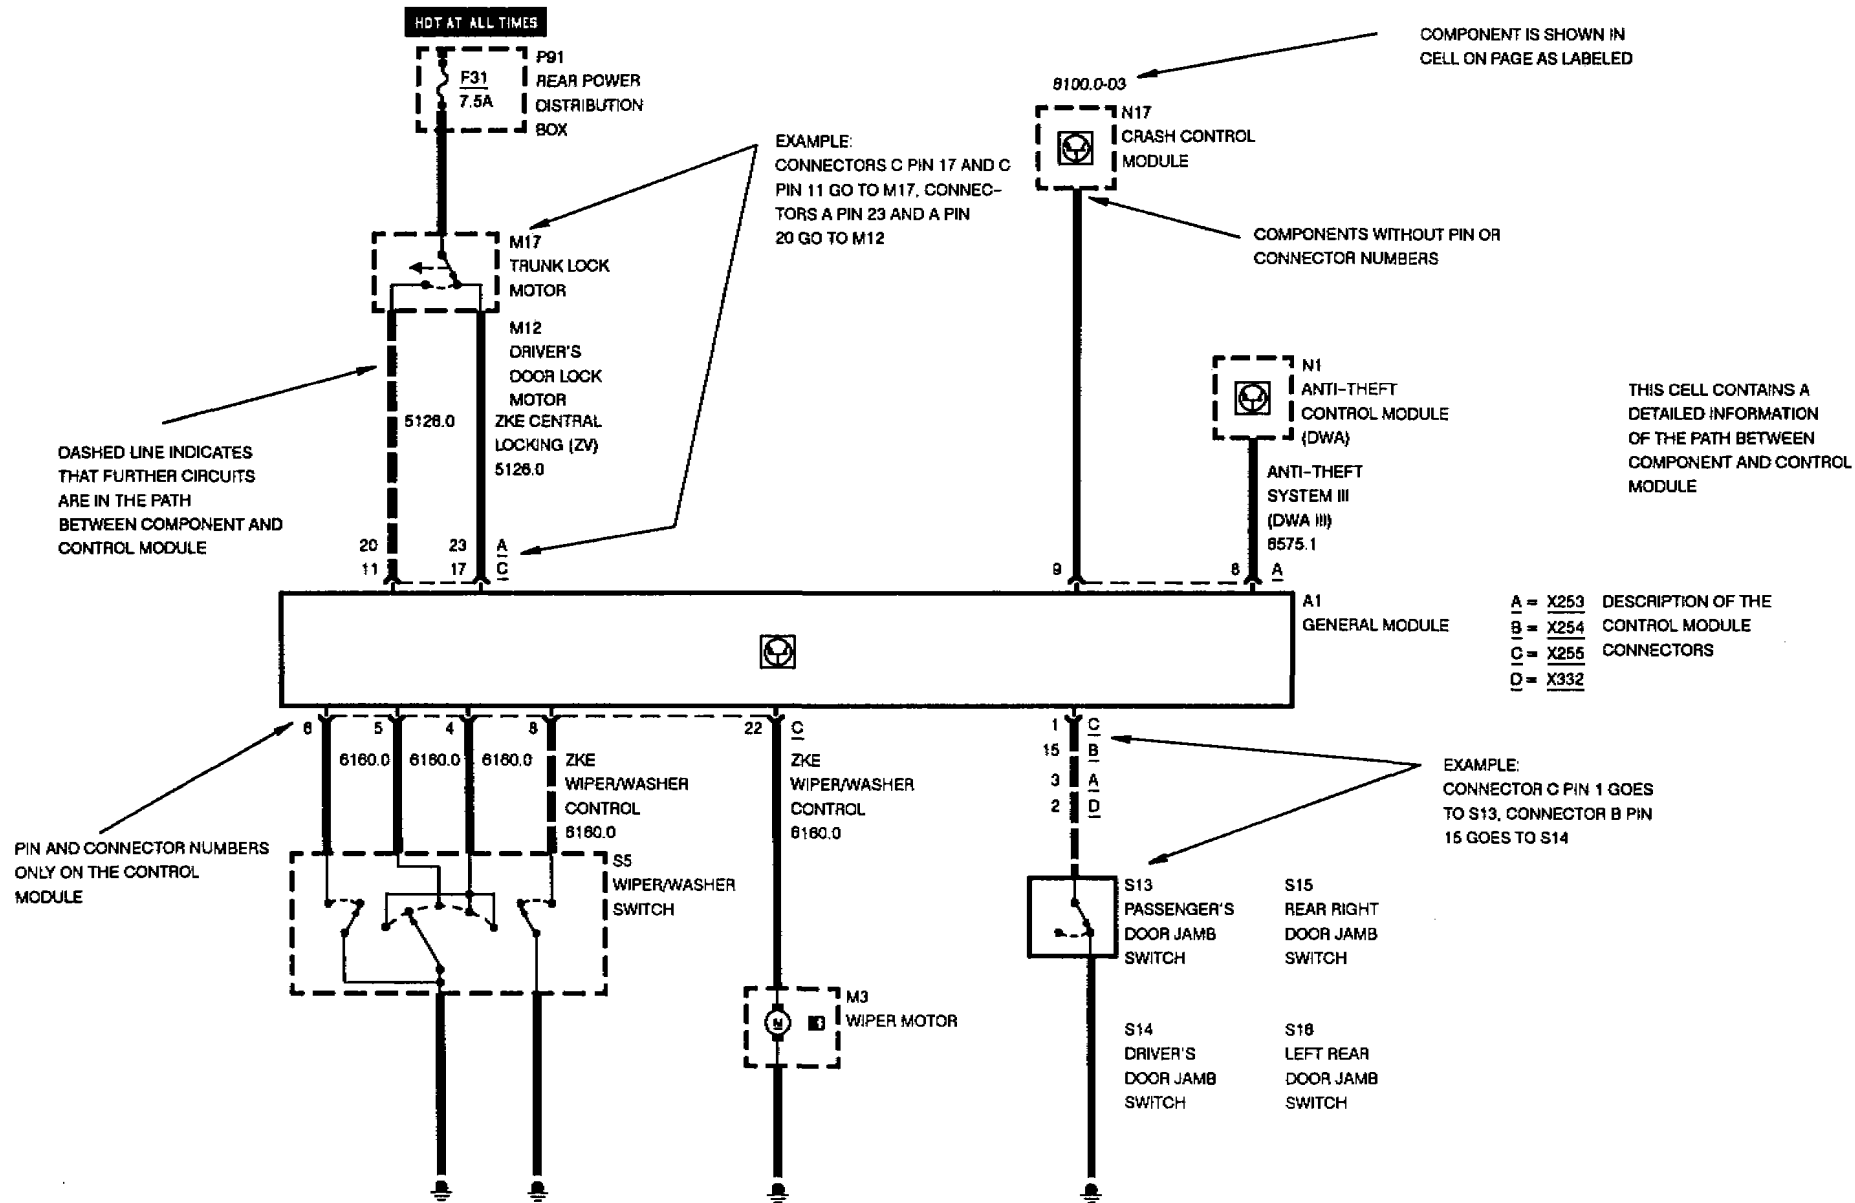 HOT AT ALL TIMES
P91
REAR POWER
DISTRIBUTION
BOX
F31
7.5A
COMPONENT IS SHOWN IN
CELL ON PAGE AS LABELED
8100.0-03
N17
CRASH CONTROL
MODULE
EXAMPLE:
CONNECTORS C PIN 17 AND C
PIN 11 GO TO M17, CONNEC-
TORS A PIN 23 AND A PIN
20 GO TO M12
COMPONENTS WITHOUT PIN OR
CONNECTOR NUMBERS
M17
TRUNK LOCK
MOTOR
M12
DRIVER'S
DOOR LOCK
MOTOR
5126.0
ZKE CENTRAL
LOCKING (ZV)
5126.0
DASHED LINE INDICATES
THAT FURTHER CIRCUITS
ARE IN THE PATH
BETWEEN COMPONENT AND
CONTROL MODULE
N1
ANTI-THEFT
CONTROL MODULE
(DWA)
ANTI-THEFT
SYSTEM III
(DWA III)
6575.1
THIS CELL CONTAINS A
DETAILED INFORMATION
OF THE PATH BETWEEN
COMPONENT AND CONTROL
MODULE
20 23 A
11 17 C
9 8 A
A1
GENERAL MODULE
A = X253
B = X254
C = X255
D = X332
DESCRIPTION OF THE
CONTROL MODULE
CONNECTORS
6 5 4 8 22 C
6160.0 6160.0 6160.0
ZKE
WIPER/WASHER
CONTROL
6160.0
ZKE
WIPER/WASHER
CONTROL
6160.0
1 C
15 B
3 A
2 D
EXAMPLE:
CONNECTOR C PIN 1 GOES
TO S13, CONNECTOR B PIN
15 GOES TO S14
PIN AND CONNECTOR NUMBERS
ONLY ON THE CONTROL
MODULE
S5
WIPER/WASHER
SWITCH
M
M3
WIPER MOTOR
S13
PASSENGER'S
DOOR JAMB
SWITCH
S15
REAR RIGHT
DOOR JAMB
SWITCH
S14
DRIVER'S
DOOR JAMB
SWITCH
S16
LEFT REAR
DOOR JAMB
SWITCH